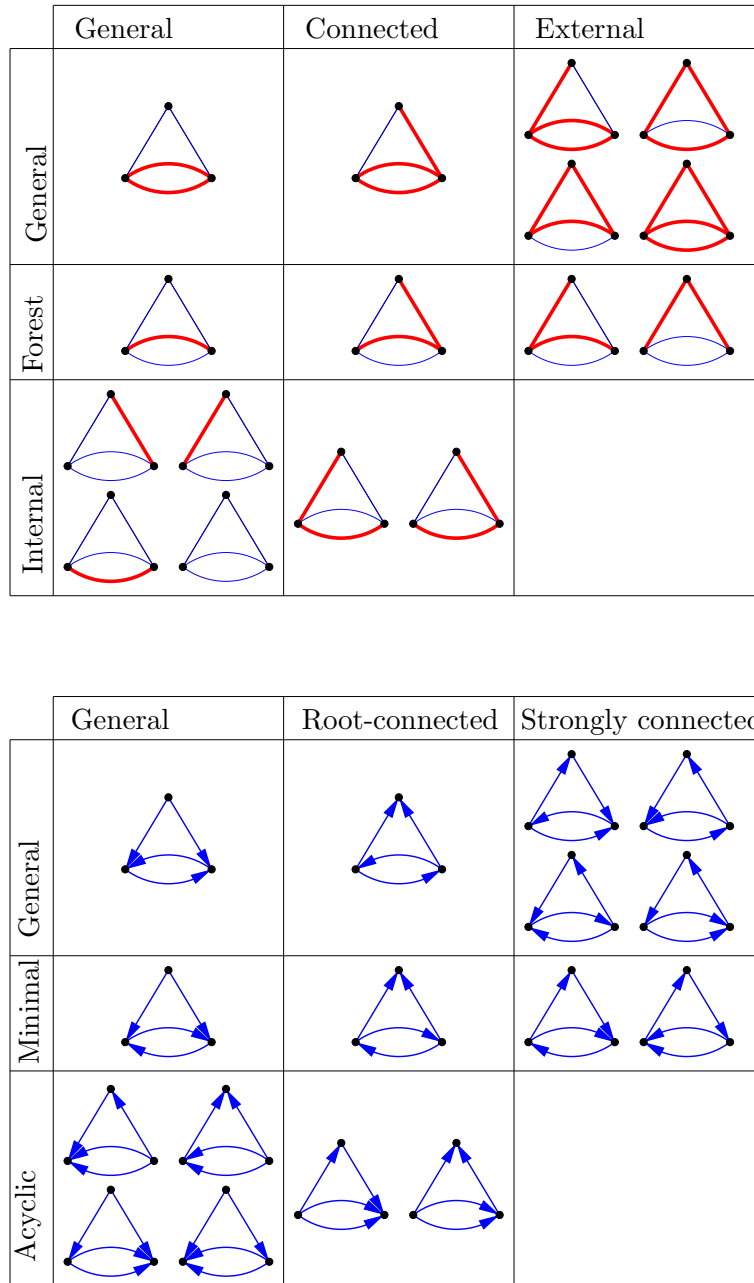 General Connected External
General
Forest
Internal
General Root-connected Strongly connected
General
Minimal
Acyclic